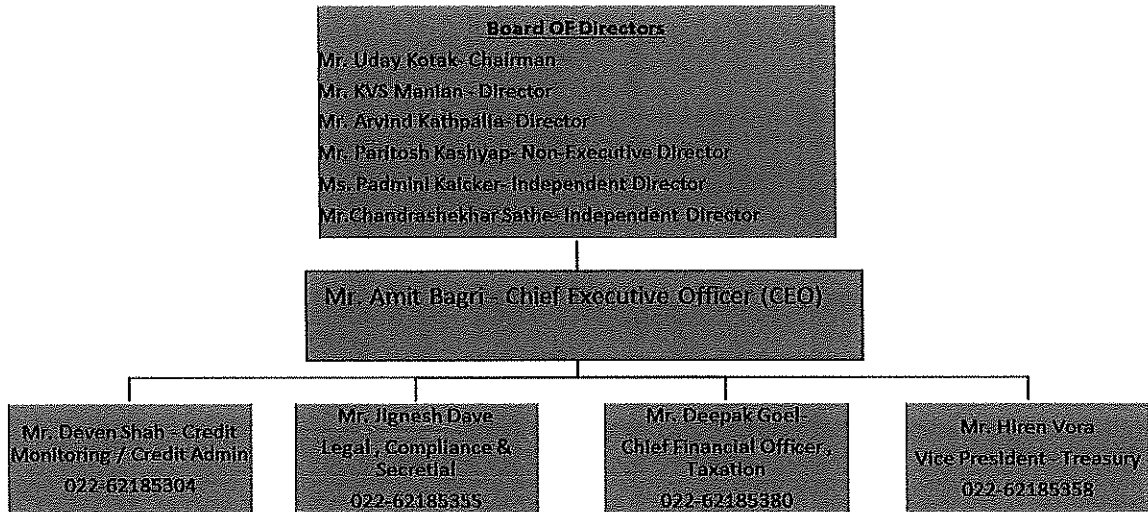 Board OF Directors
Mr. Uday Kotak- Chairman
Mr. KVS Manian - Director
Mr. Arvind Kathpalia- Director
Mr. Paritosh Kashyap- Non-Executive Director
Ms. Padmini Kaicker- Independent Director
Mr.Chandrashekhar Sathe- Independent Director
Mr. Amit Bagri - Chief Executive Officer (CEO)
Mr. Deven Shah - Credit
Monitoring / Credit Admin
022-62185304
Mr. Jignesh Dave
Legal , Compliance &
Secretial
022-62185355
Mr. Deepak Goel-
Chief Financial Officer ,
Taxation
022-62185380
Mr. Hiren Vora
Vice President - Treasury
022-62185358